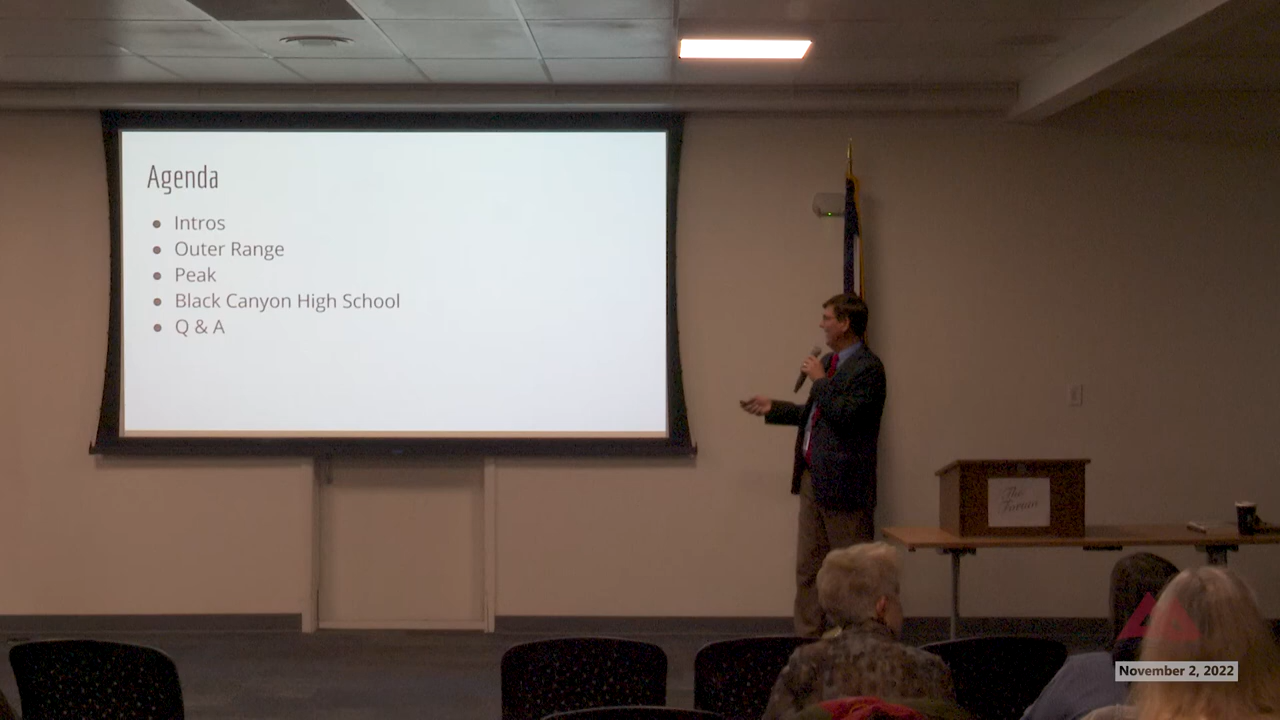 Agenda
● Intros
● Outer Range
● Peak
● Black Canyon High School
● Q & A
The
Forum
November 2, 2022